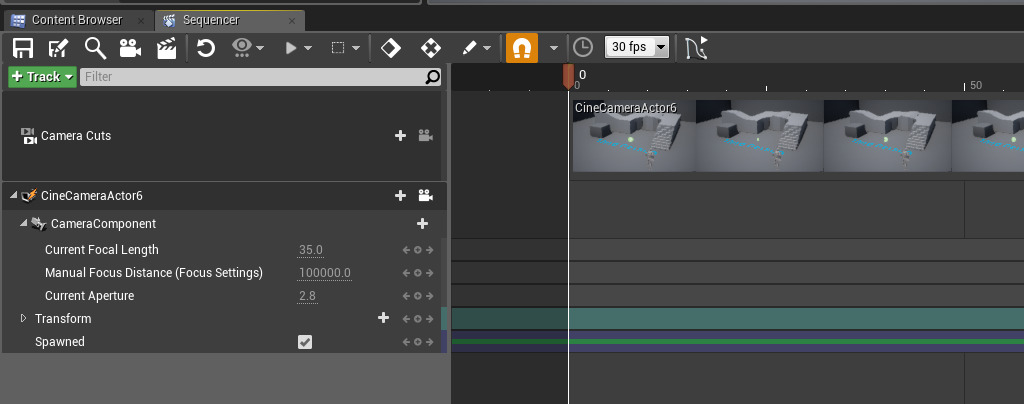 Content Browser
Sequencer
30 fps
Track
Filter
0
0
50
CineCameraActor6
Camera Cuts
CineCameraActor6
CameraComponent
Current Focal Length 35.0
Manual Focus Distance (Focus Settings) 100000.0
Current Aperture 2.8
Transform
Spawned